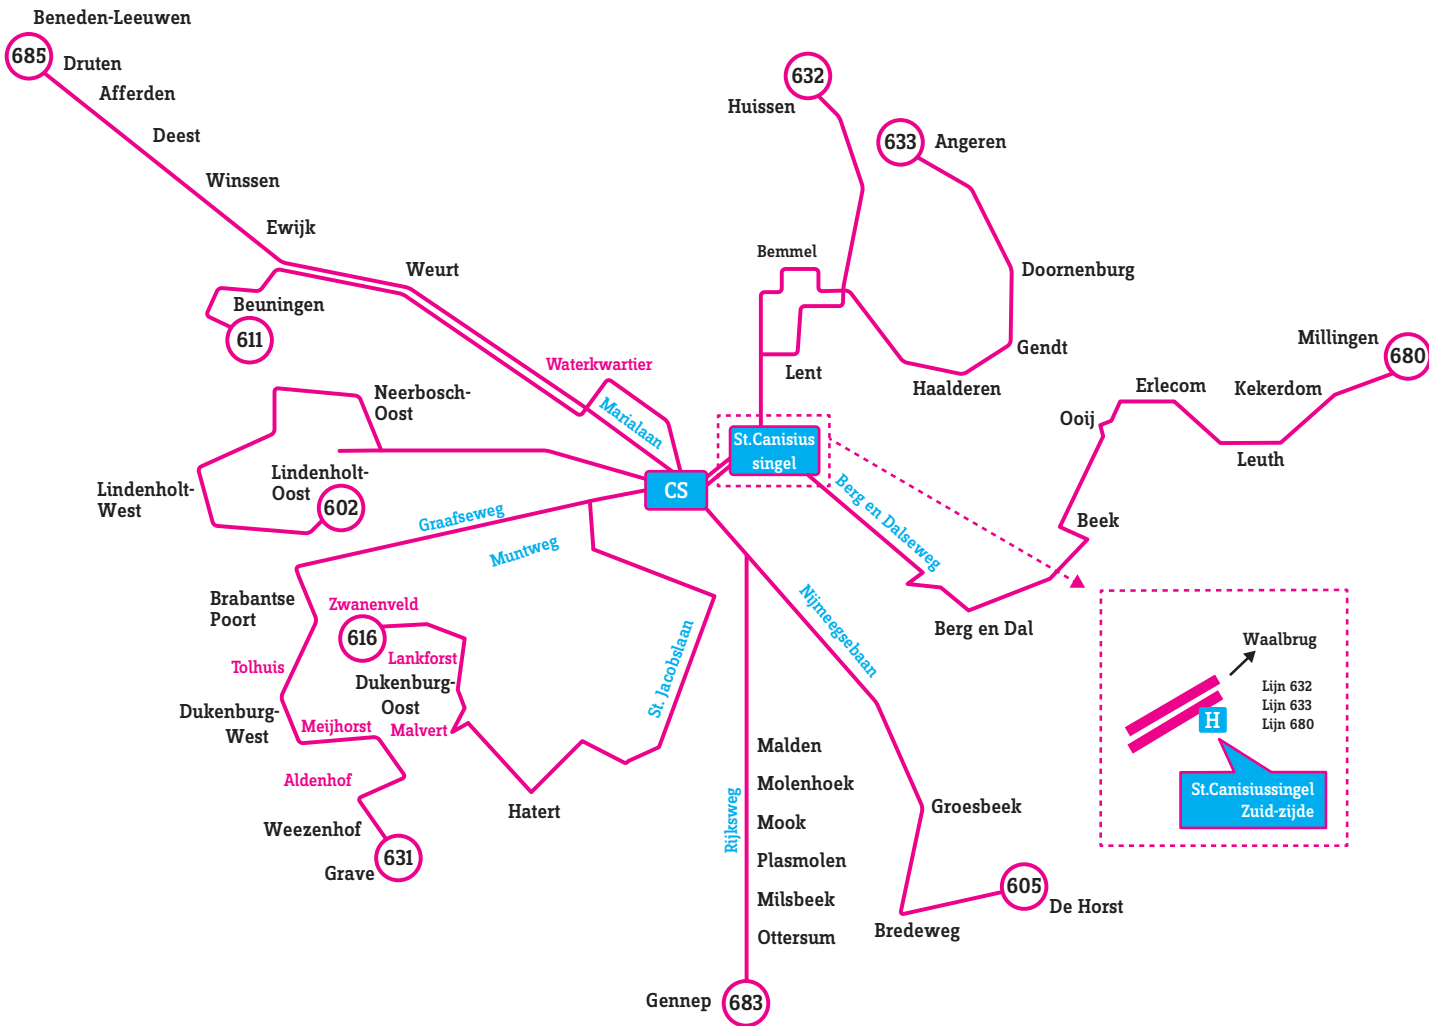 Beneden-Leeuwen
685
Druten
Afferden
Deest
Winssen
Ewijk
Weurt
Beuningen
611
Waterkwartier
Marialaan
632
Huissen
633
Angeren
Bemmel
Doornenburg
Gendt
Haalderen
Lent
Millingen
680
Kekerdom
Erlecom
Ooij
Leuth
Beek
Berg en Dal
Berg en Dalseweg
St.Canisius
singel
CS
Neerbosch-
Oost
Lindenholt-
Oost
602
Lindenholt-
West
Graafseweg
Muntweg
Brabantse
Poort
Zwanenveld
616
Lankforst
Dukenburg-
Oost
Malvert
Tolhuis
Dukenburg-
West
Meijhorst
Aldenhof
Weezenhof
631
Grave
Hatert
St. Jacobslaan
Nijmeegsebaan
Rijksweg
Malden
Molenhoek
Mook
Plasmolen
Milsbeek
Ottersum
Gennep
683
Groesbeek
Bredeweg
605
De Horst
Waalbrug
Lijn 632
Lijn 633
Lijn 680
H
St.Canisiussingel
Zuid-zijde